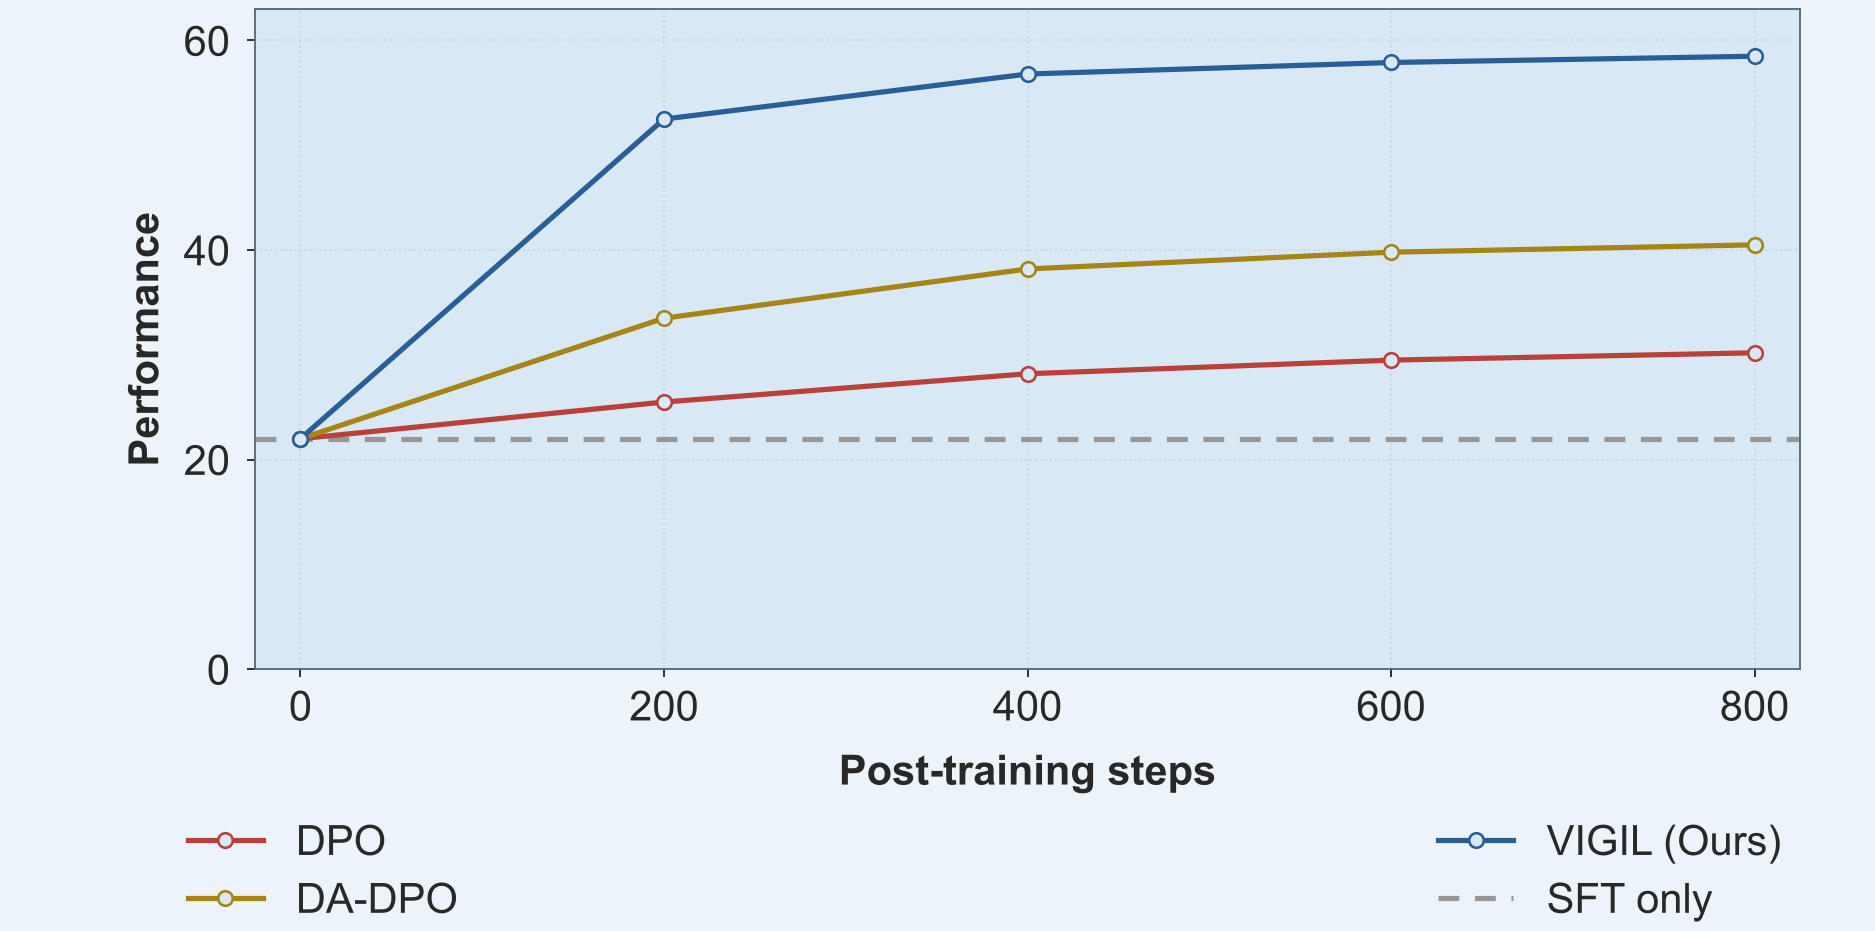 60
40
20
0
Performance
0 200 400 600 800
Post-training steps
DPO
DA-DPO
VIGIL (Ours)
SFT only